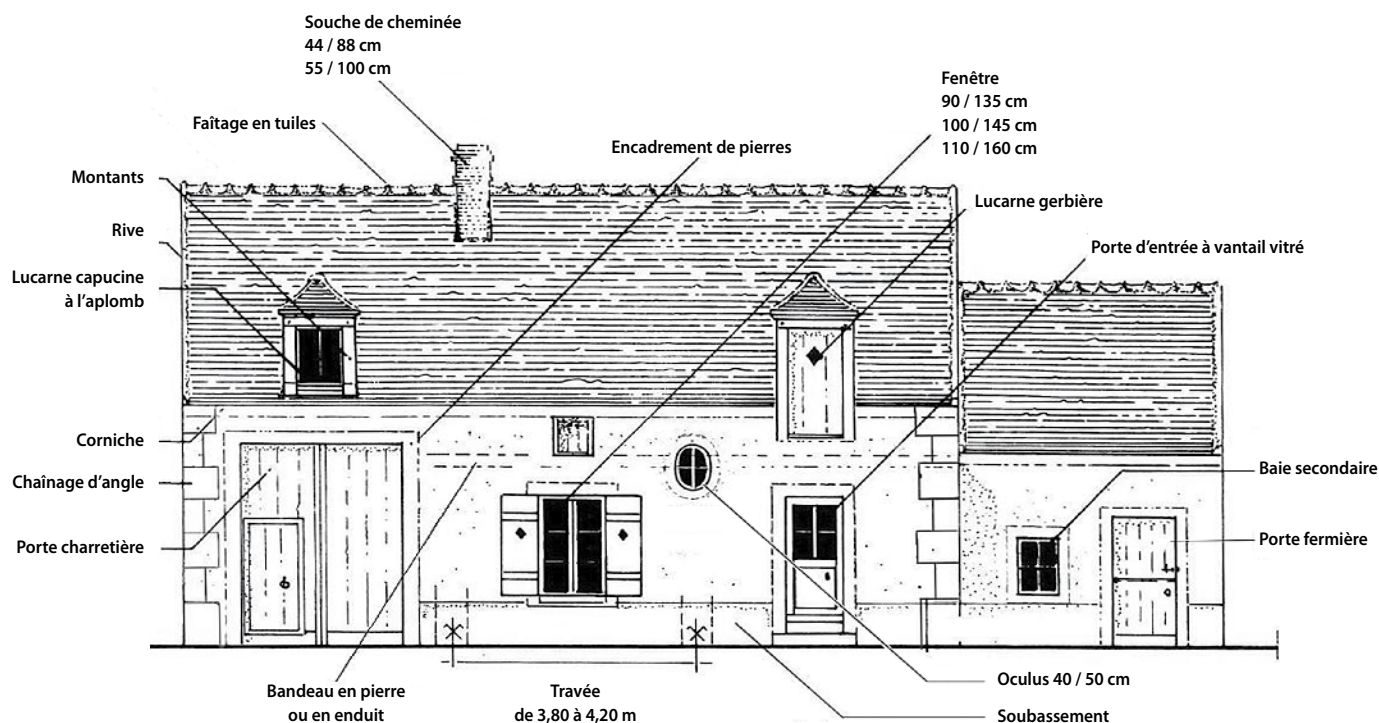 Souche de cheminée
44 / 88 cm
55 / 100 cm
Fenêtre
90 / 135 cm
100 / 145 cm
110 / 160 cm
Faîtage en tuiles
Encadrement de pierres
Montants
Lucarne gerbière
Rive
Porte d'entrée à vantail vitré
Lucarne capucine
à l'aplomb
Corniche
Chaînage d'angle
Baie secondaire
Porte charretière
Porte fermière
Bandeau en pierre
ou en enduit
Travée
de 3,80 à 4,20 m
Oculus 40 / 50 cm
Soubassement